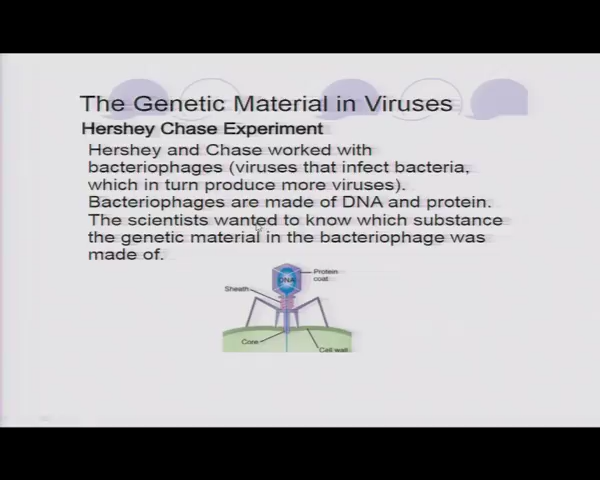 The Genetic Material in Viruses
Hershey Chase Experiment
Hershey and Chase worked with
bacteriophages (viruses that infect bacteria,
which in turn produce more viruses).
Bacteriophages are made of DNA and protein.
The scientists wanted to know which substance
the genetic material in the bacteriophage was
made of.
DNA
Protein
coat
Sheath
Core
Cell wall